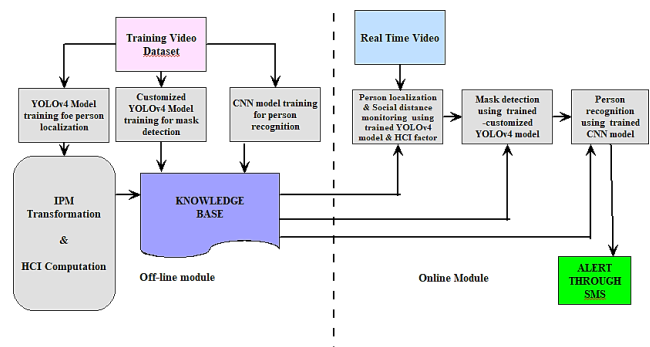 Training Video
Dataset
Real Time Video
YOLOv4 Model
training foe person
localization
Customized
YOLOv4 Model
training for mask
detection
CNN model training
for person
recognition
Person localization
& Social distance
monitoring using
trained YOLOv4
model & HCI factor
Mask detection
using trained
-customized
YOLOv4 model
Person
recognition
using trained
CNN model
IPM
Transformation
&
HCI Computation
KNOWLEDGE
BASE
Off-line module
Online Module
ALERT
THROUGH
SMS